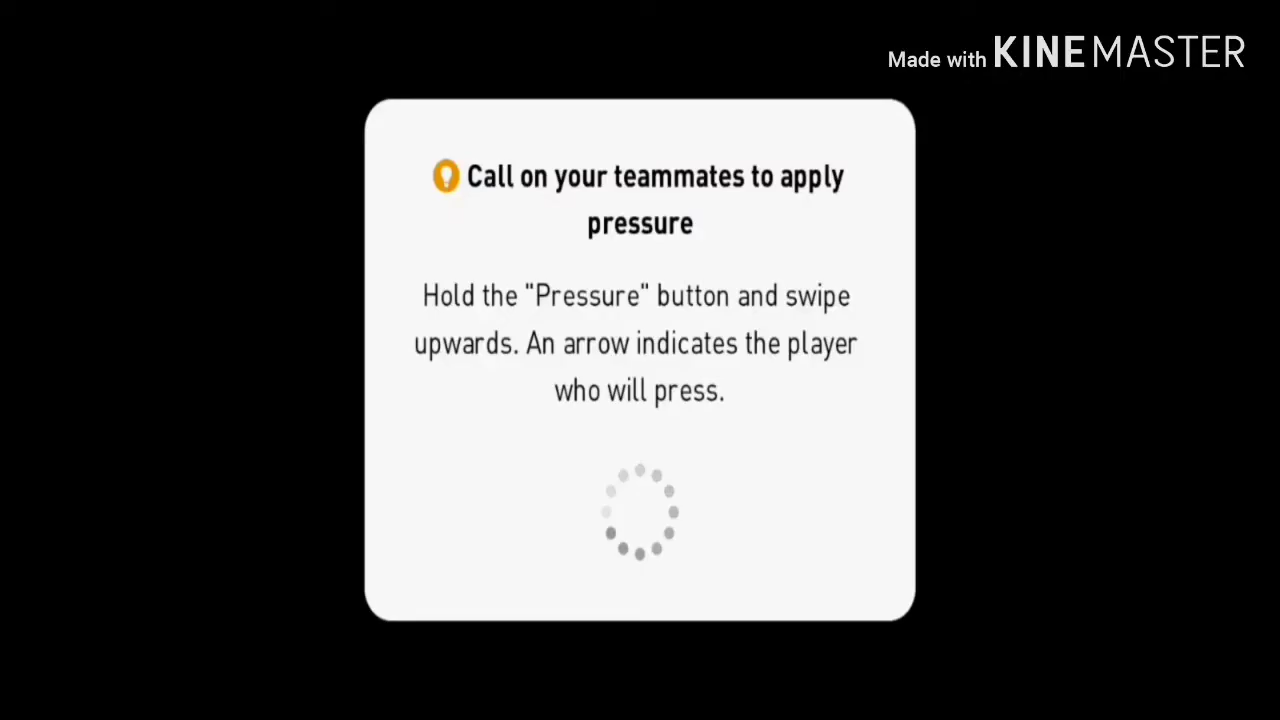 Made with KINEMASTER
Call on your teammates to apply
pressure
Hold the "Pressure" button and swipe
upwards. An arrow indicates the player
who will press.